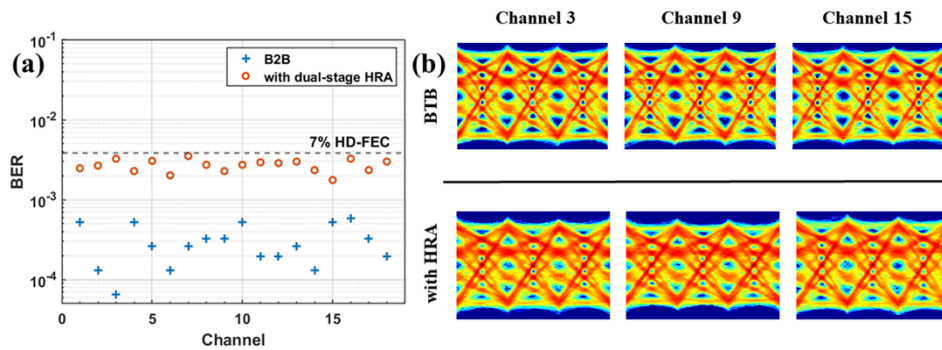 (a)
10^-1
B2B
with dual-stage HRA
10^-2
7% HD-FEC
BER
10^-3
10^-4
0 5 10 15
Channel
(b)
Channel 3 Channel 9 Channel 15
BTB
with HRA